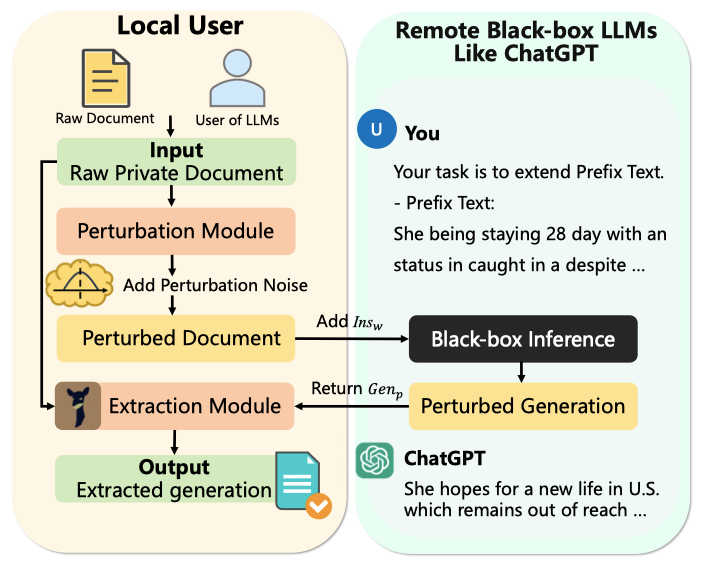 Local User
Raw Document
User of LLMs
Input
Raw Private Document
Perturbation Module
Add Perturbation Noise
Perturbed Document
Extraction Module
Output
Extracted generation
Add Ins_w
Return Gen_p
Remote Black-box LLMs
Like ChatGPT
U
You
Your task is to extend Prefix Text.
- Prefix Text:
She being staying 28 day with an
status in caught in a despite ...
Black-box Inference
Perturbed Generation
ChatGPT
She hopes for a new life in U.S.
which remains out of reach ...